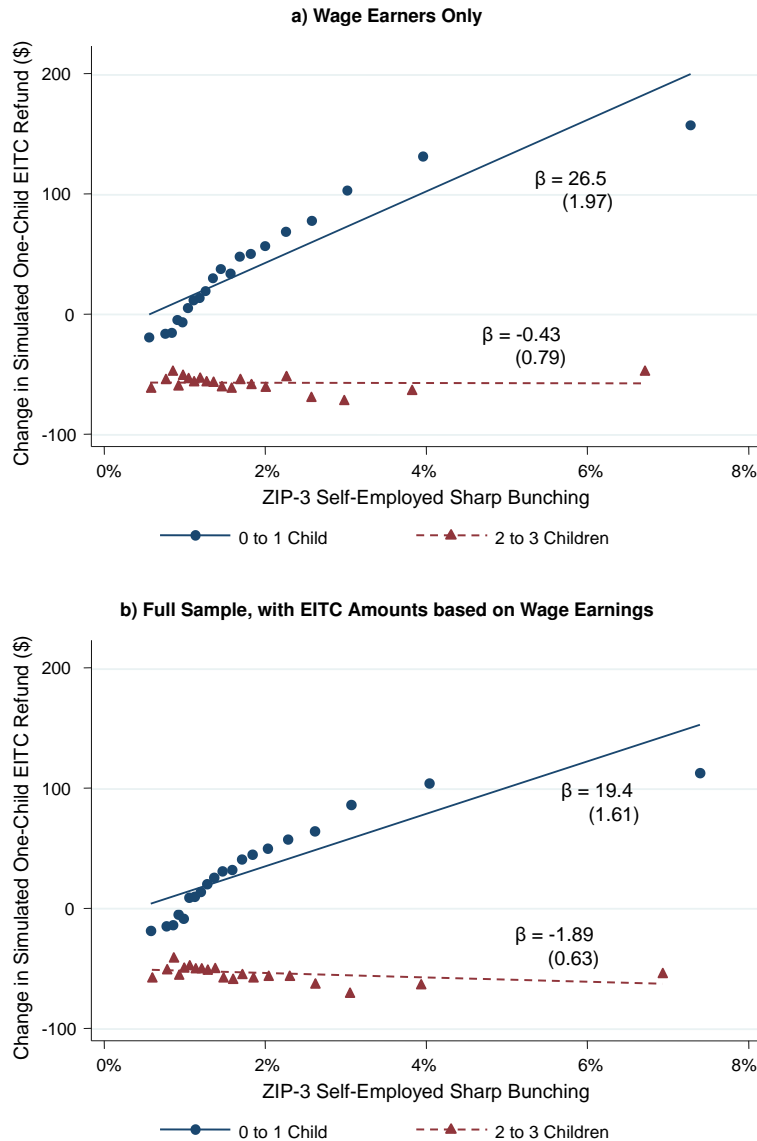 a) Wage Earners Only
Change in Simulated One-Child EITC Refund ($)
200
100
0
-100
β = 26.5
(1.97)
β = -0.43
(0.79)
0% 2% 4% 6% 8%
ZIP-3 Self-Employed Sharp Bunching
0 to 1 Child 2 to 3 Children
b) Full Sample, with EITC Amounts based on Wage Earnings
Change in Simulated One-Child EITC Refund ($)
200
100
0
-100
β = 19.4
(1.61)
β = -1.89
(0.63)
0% 2% 4% 6% 8%
ZIP-3 Self-Employed Sharp Bunching
0 to 1 Child 2 to 3 Children